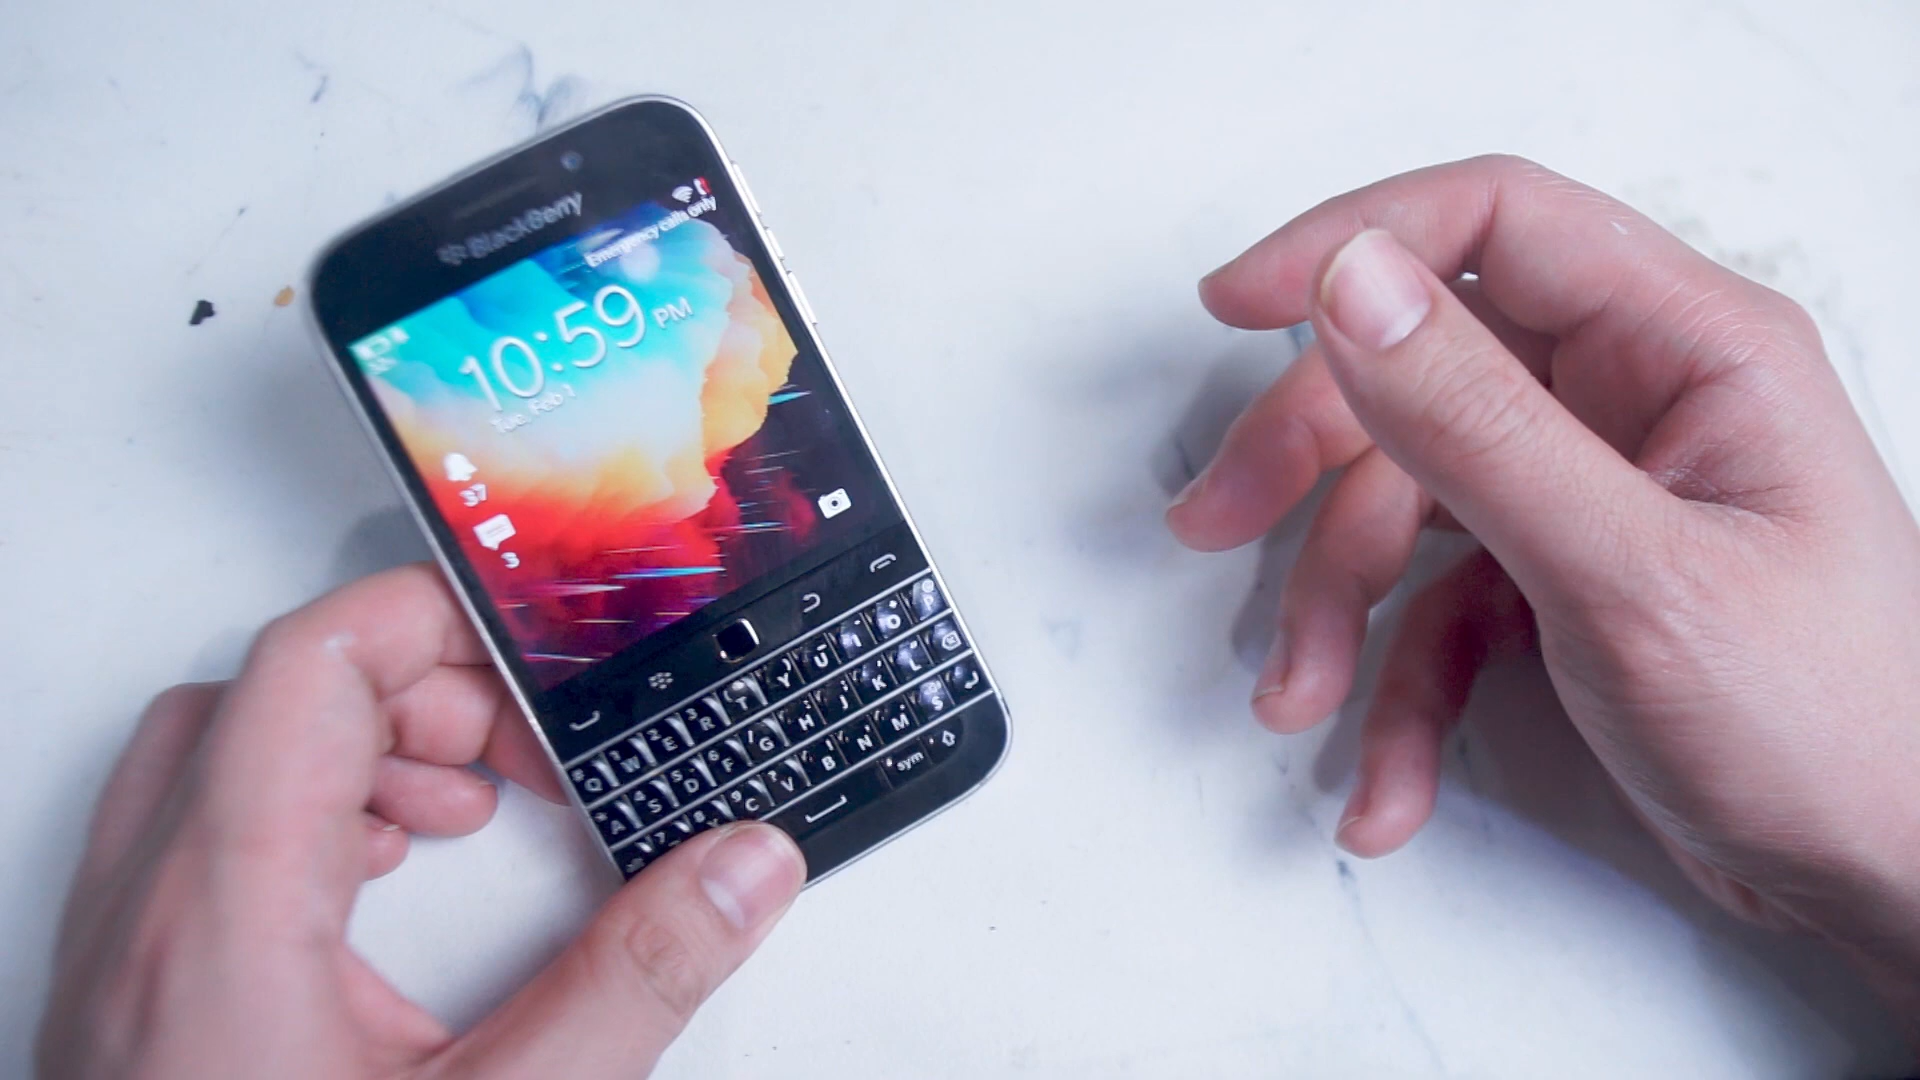 BlackBerry
Emergency calls only
10:59 PM
Tue, Feb 1
37
3
Q W E R T Y U I O P
A S D F G H J K L
C V B N M $
sym